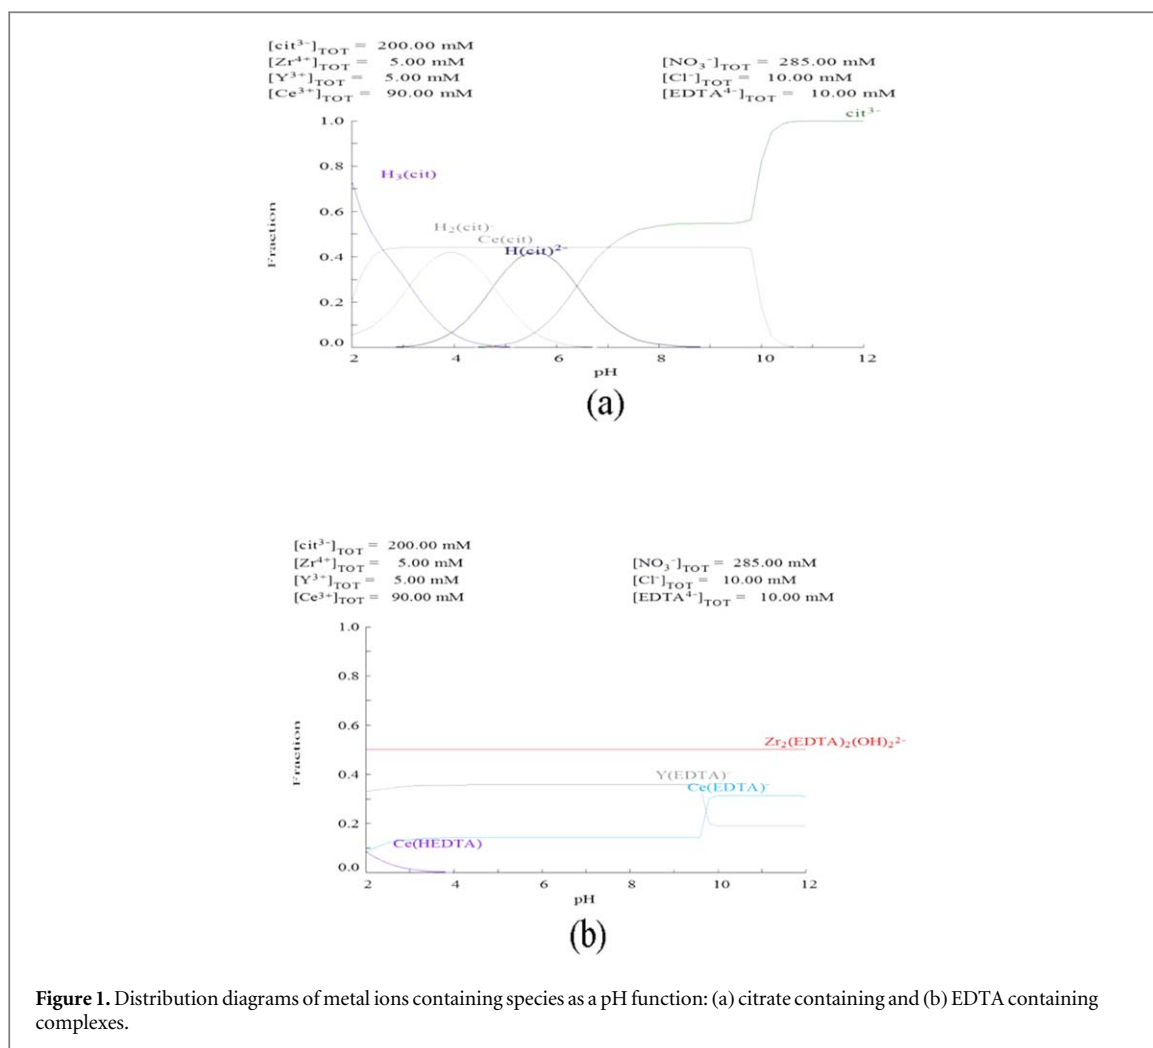 [cit³⁻]TOT = 200.00 mM
[Zr⁴⁺]TOT = 5.00 mM
[Y³⁺]TOT = 5.00 mM
[Ce³⁺]TOT = 90.00 mM
[NO₃⁻]TOT = 285.00 mM
[Cl⁻]TOT = 10.00 mM
[EDTA⁴⁻]TOT = 10.00 mM
cit³⁻
1.0
0.8
0.6
0.4
0.2
0.0
Fraction
H₃(cit)
H₂(cit)⁻
Ce(cit)
H(cit)²⁻
2 4 6 8 10 12
pH
(a)
[cit³⁻]TOT = 200.00 mM
[Zr⁴⁺]TOT = 5.00 mM
[Y³⁺]TOT = 5.00 mM
[Ce³⁺]TOT = 90.00 mM
[NO₃⁻]TOT = 285.00 mM
[Cl⁻]TOT = 10.00 mM
[EDTA⁴⁻]TOT = 10.00 mM
1.0
0.8
0.6
0.4
0.2
0.0
Fraction
Zr₂(EDTA)₂(OH)₂²⁻
Y(EDTA)⁻
Ce(EDTA)⁻
Ce(HEDTA)
2 4 6 8 10 12
pH
(b)
Figure 1. Distribution diagrams of metal ions containing species as a pH function: (a) citrate containing and (b) EDTA containing
complexes.